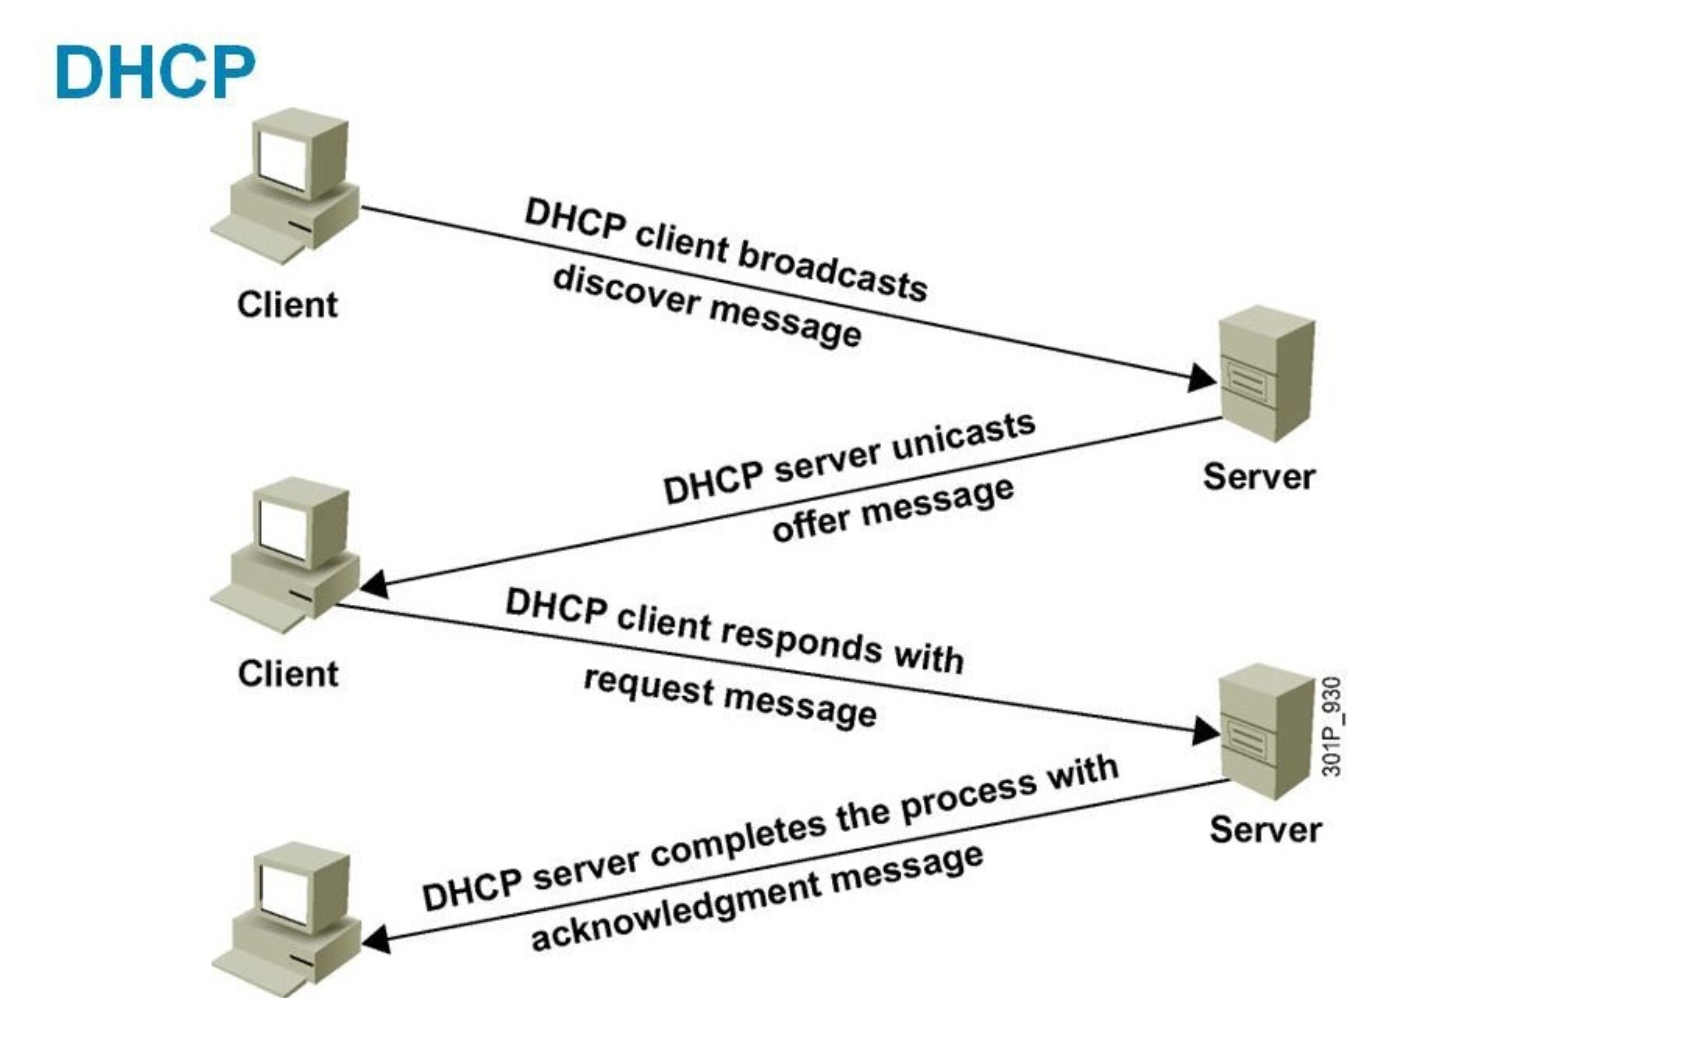 DHCP
DHCP client broadcasts
discover message
Client
DHCP server unicasts
offer message
Server
DHCP client responds with
request message
Client
301P_930
DHCP server completes the process with
acknowledgment message
Server